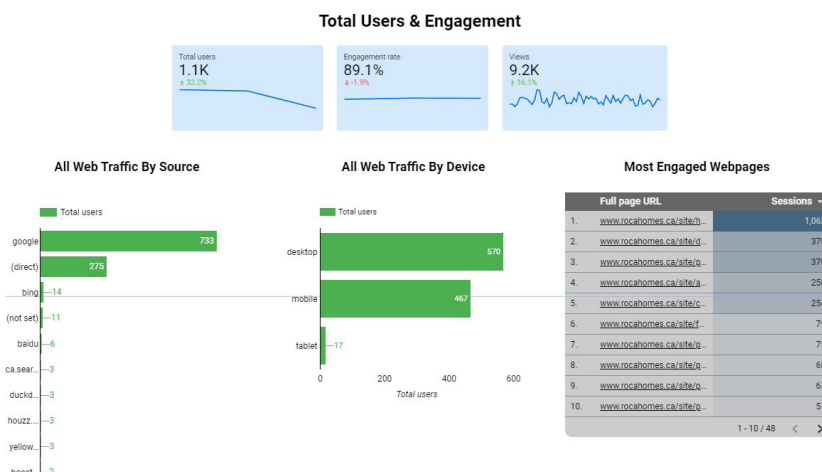 Total Users & Engagement
Total users
1.1K
33.2%
Engagement rate
89.1%
-1.9%
Views
9.2K
16.1%
All Web Traffic By Source
Total users
google 733
(direct) 275
bing 14
(not set) 11
baidu 6
ca.sear... 3
duckd... 3
houzz.... 3
yellow... 3
2
All Web Traffic By Device
Total users
desktop 570
mobile 467
tablet 17
0 200 400 600
Total users
Most Engaged Webpages
Full page URL Sessions
1. www.rocahomes.ca/site/h...
2. www.rocahomes.ca/site/d...
3. www.rocahomes.ca/site/p...
4. www.rocahomes.ca/site/a...
5. www.rocahomes.ca/site/c...
6. www.rocahomes.ca/site/f...
7. www.rocahomes.ca/site/p...
8. www.rocahomes.ca/site/p...
9. www.rocahomes.ca/site/p...
10. www.rocahomes.ca/site/p...
1 - 10 / 48 < >